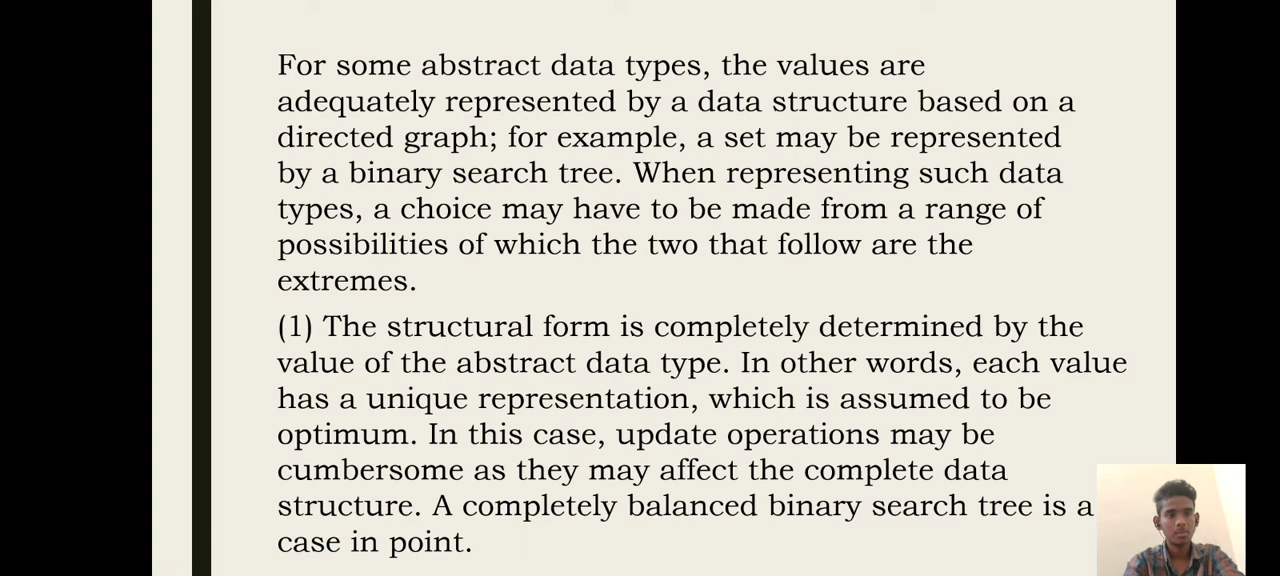 For some abstract data types, the values are
adequately represented by a data structure based on a
directed graph; for example, a set may be represented
by a binary search tree. When representing such data
types, a choice may have to be made from a range of
possibilities of which the two that follow are the
extremes.
(1) The structural form is completely determined by the
value of the abstract data type. In other words, each value
has a unique representation, which is assumed to be
optimum. In this case, update operations may be
cumbersome as they may affect the complete data
structure. A completely balanced binary search tree is a
case in point.